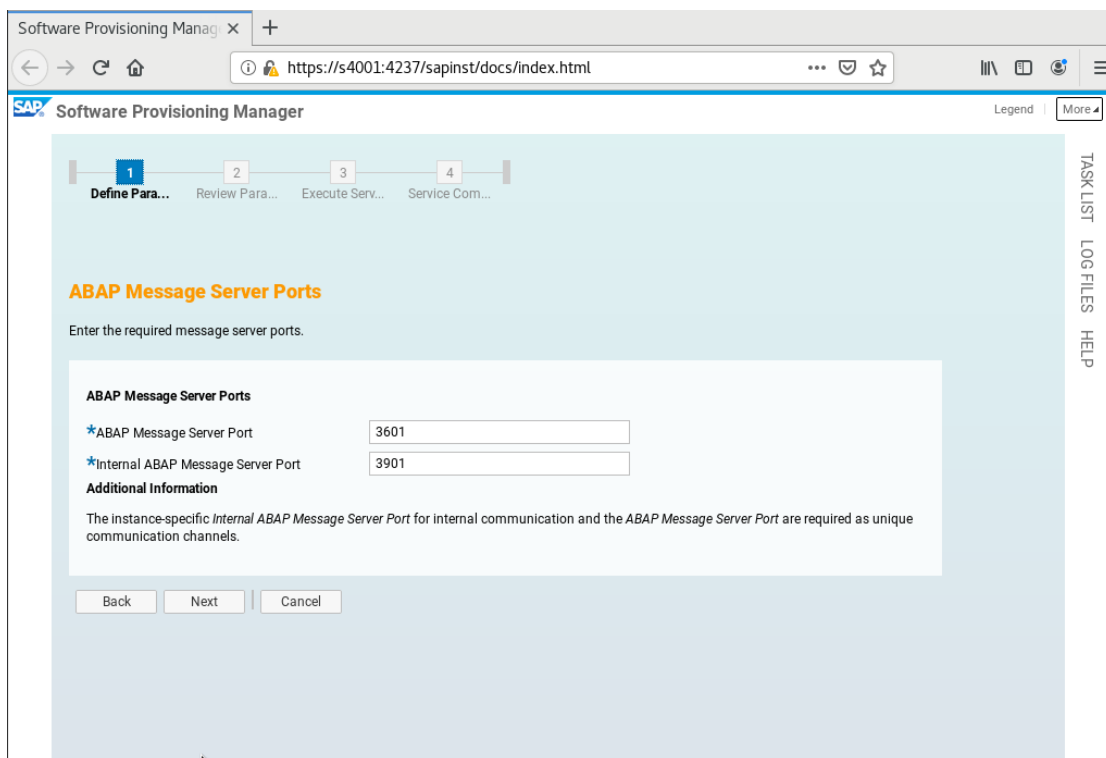 Software Provisioning Manag
https://s4001:4237/sapinst/docs/index.html
SAP Software Provisioning Manager
Legend
More
1
2
3
4
Define Para...
Review Para...
Execute Serv...
Service Com...
TASK LIST
LOG FILES
HELP
ABAP Message Server Ports
Enter the required message server ports.
ABAP Message Server Ports
*ABAP Message Server Port
3601
*Internal ABAP Message Server Port
3901
Additional Information
The instance-specific Internal ABAP Message Server Port for internal communication and the ABAP Message Server Port are required as unique
communication channels.
Back
Next
Cancel